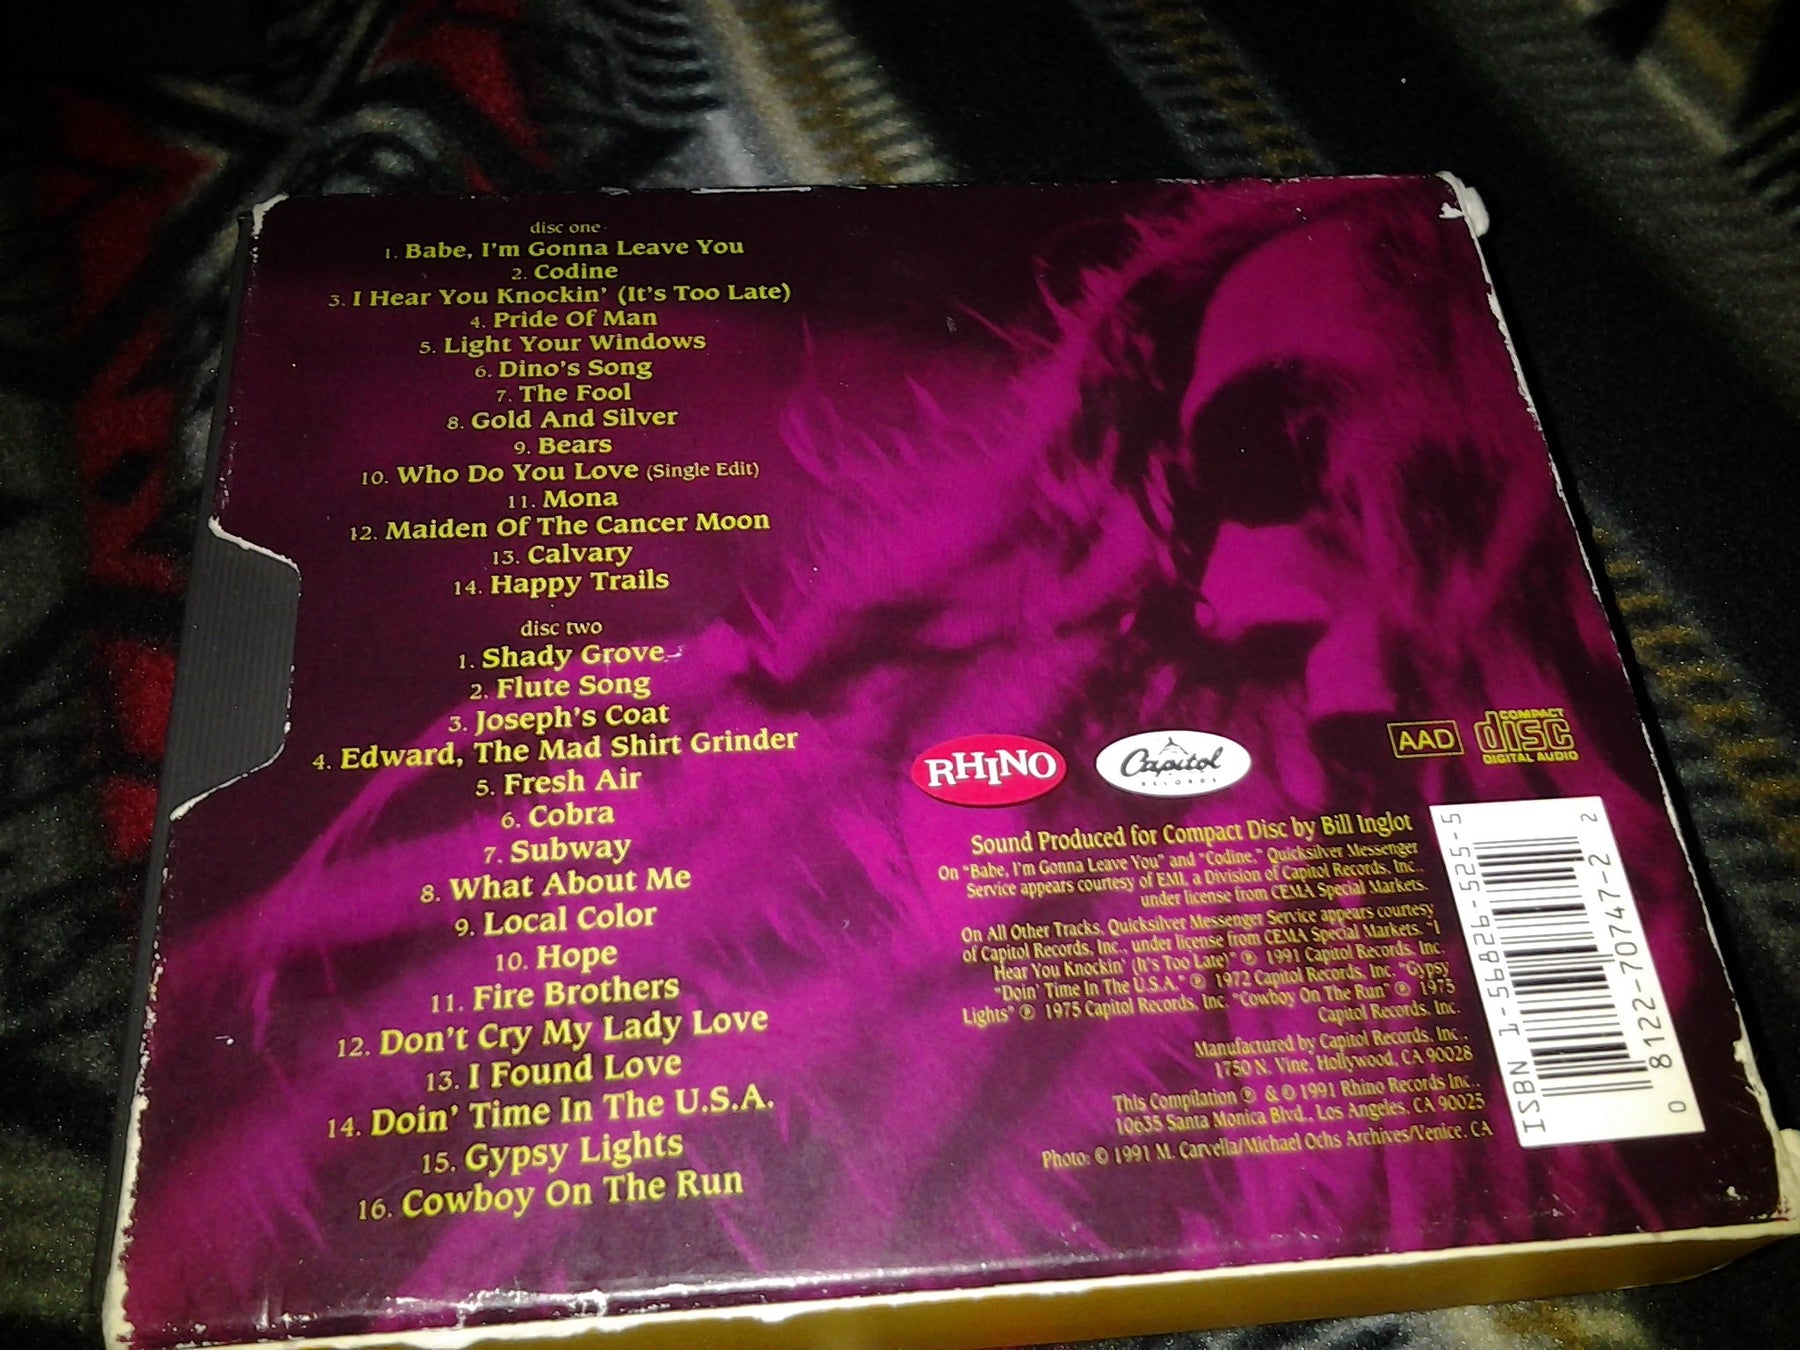 disc one
1. Babe, I'm Gonna Leave You
2. Codine
3. I Hear You Knockin' (It's Too Late)
4. Pride Of Man
5. Light Your Windows
6. Dino's Song
7. The Fool
8. Gold And Silver
9. Bears
10. Who Do You Love (Single Edit)
11. Mona
12. Maiden Of The Cancer Moon
13. Calvary
14. Happy Trails
disc two
1. Shady Grove
2. Flute Song
3. Joseph's Coat
4. Edward, The Mad Shirt Grinder
5. Fresh Air
6. Cobra
7. Subway
8. What About Me
9. Local Color
10. Hope
11. Fire Brothers
12. Don't Cry My Lady Love
13. I Found Love
14. Doin' Time In The U.S.A.
15. Gypsy Lights
16. Cowboy On The Run
RHINO
Capitol
RECORDS
AAD
COMPACT
disc
DIGITAL AUDIO
Sound Produced for Compact Disc by Bill Inglot
On "Babe, I'm Gonna Leave You" and "Codine," Quicksilver Messenger
Service appears courtesy of EMI, a Division of Capitol Records, Inc.,
under license from CEMA Special Markets.
On All Other Tracks, Quicksilver Messenger Service appears courtesy
of Capitol Records, Inc., under license from CEMA Special Markets. "I
Hear You Knockin' (It's Too Late)" ℗ 1991 Capitol Records, Inc.
"Doin' Time In The U.S.A." ℗ 1972 Capitol Records, Inc. "Gypsy
Lights" ℗ 1975 Capitol Records, Inc. "Cowboy On The Run" ℗ 1975
Capitol Records, Inc.
Manufactured by Capitol Records, Inc.,
1750 N. Vine, Hollywood, CA 90028
This Compilation ℗ & © 1991 Rhino Records Inc.,
10635 Santa Monica Blvd., Los Angeles, CA 90025
Photo: © 1991 M. Carvella/Michael Ochs Archives/Venice, CA
ISBN 1-56826-525-5
0 8122-70747-2 2